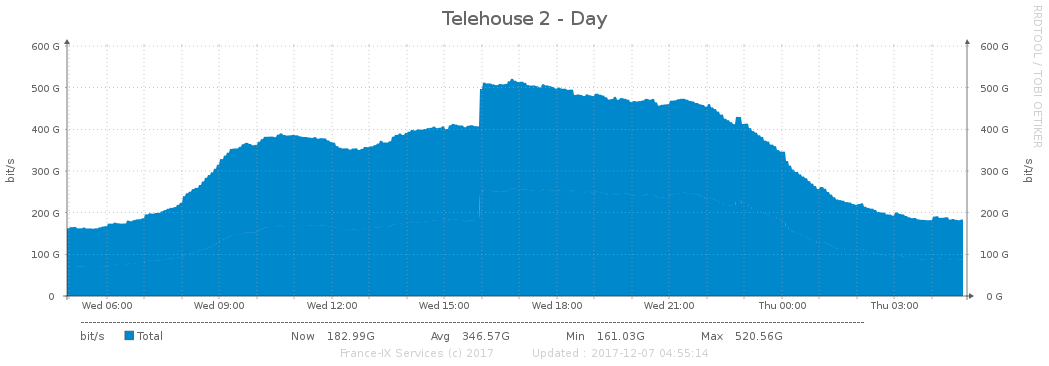 Telehouse 2 - Day
RRDTOOL / TOBI OETIKER
600 G 600 G
500 G 500 G
400 G 400 G
300 G 300 G
200 G 200 G
100 G 100 G
0 0 G
bit/s
bit/s
Wed 06:00 Wed 09:00 Wed 12:00 Wed 15:00 Wed 18:00 Wed 21:00 Thu 00:00 Thu 03:00
bit/s Total Now 182.99G Avg 346.57G Min 161.03G Max 520.56G
France-IX Services (c) 2017 Updated : 2017-12-07 04:55:14